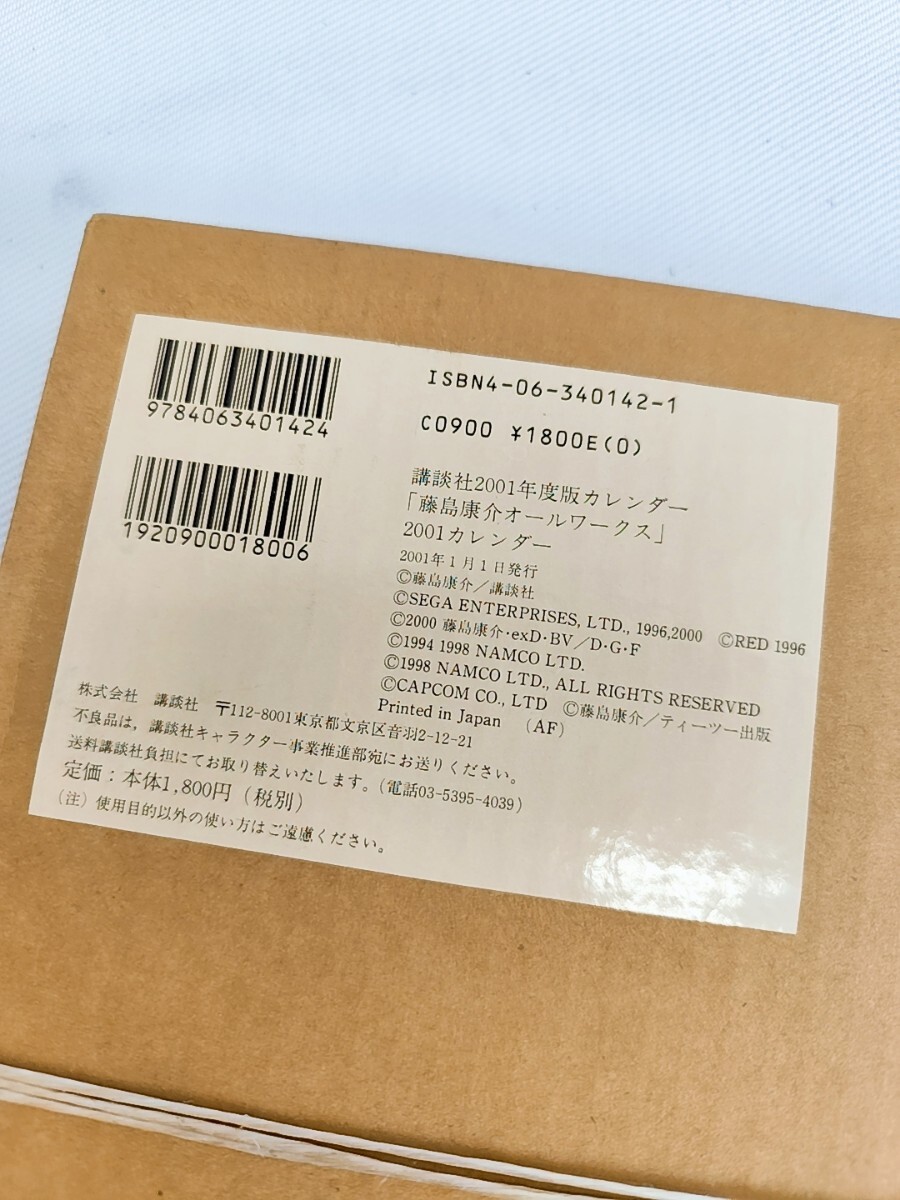 9784063401424
1920900018006
ISBN4-06-340142-1
C0900 ¥1800E(0)
講談社2001年度版カレンダー
「藤島康介オールワークス」
2001カレンダー
2001年1月1日発行
©藤島康介／講談社
©SEGA ENTERPRISES, LTD., 1996,2000 ©RED 1996
©2000 藤島康介・exD・BV／D・G・F
©1994 1998 NAMCO LTD.
©1998 NAMCO LTD., ALL RIGHTS RESERVED
©CAPCOM CO., LTD ©藤島康介／ティーツー出版
Printed in Japan （AF）
株式会社 講談社 〒112-8001東京都文京区音羽2-12-21
不良品は，講談社キャラクター事業推進部宛にお送りください。
送料講談社負担にてお取り替えいたします。（電話03-5395-4039）
定価：本体1,800円（税別）
（注）使用目的以外の使い方はご遠慮ください。